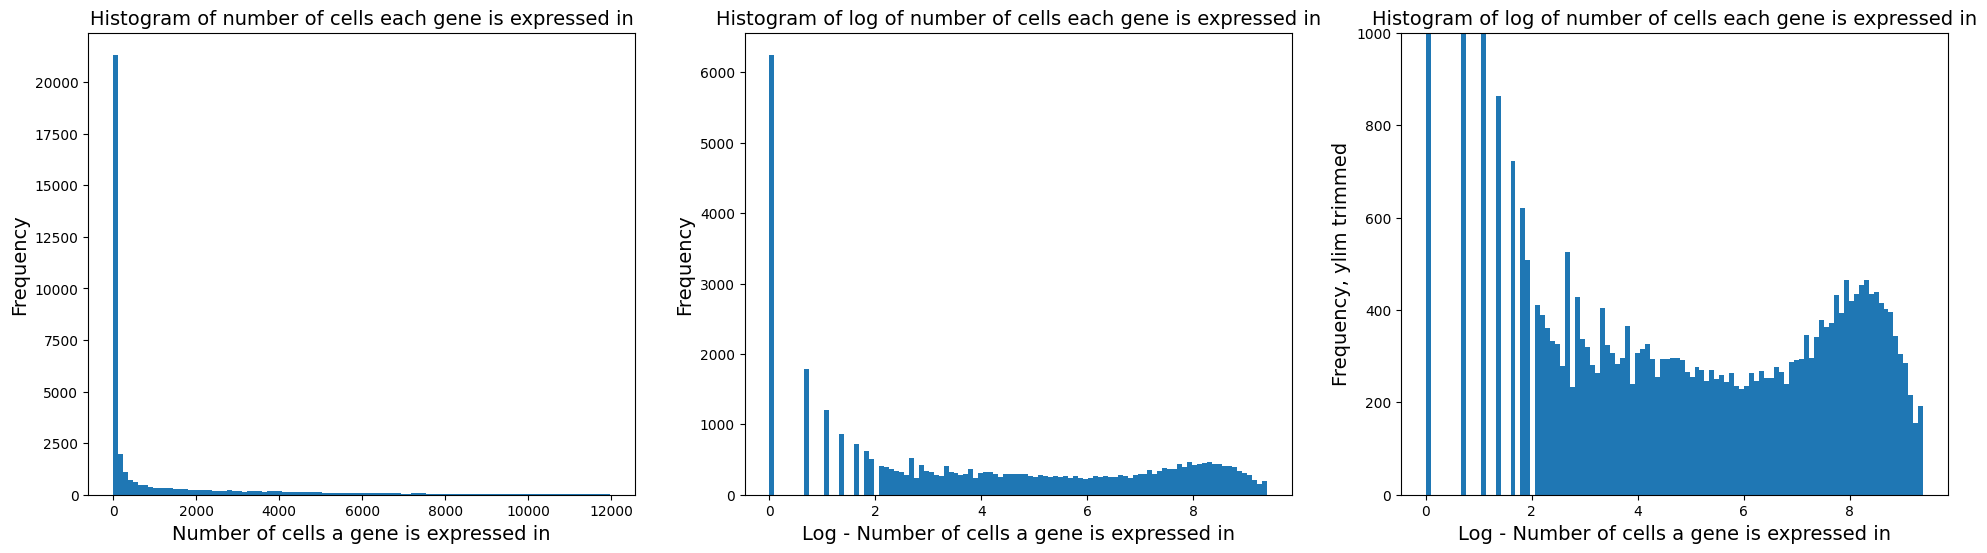 Histogram of number of cells each gene is expressed in
20000
17500
15000
12500
10000
7500
5000
2500
0
Frequency
0 2000 4000 6000 8000 10000 12000
Number of cells a gene is expressed in
Histogram of log of number of cells each gene is expressed in
6000
5000
4000
3000
2000
1000
0
Frequency
0 2 4 6 8
Log - Number of cells a gene is expressed in
Histogram of log of number of cells each gene is expressed in
1000
800
600
400
200
0
Frequency, ylim trimmed
0 2 4 6 8
Log - Number of cells a gene is expressed in